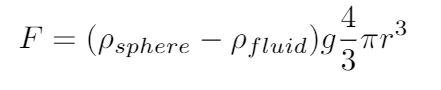 F = (ρ_sphere − ρ_fluid)g 4/3 πr³